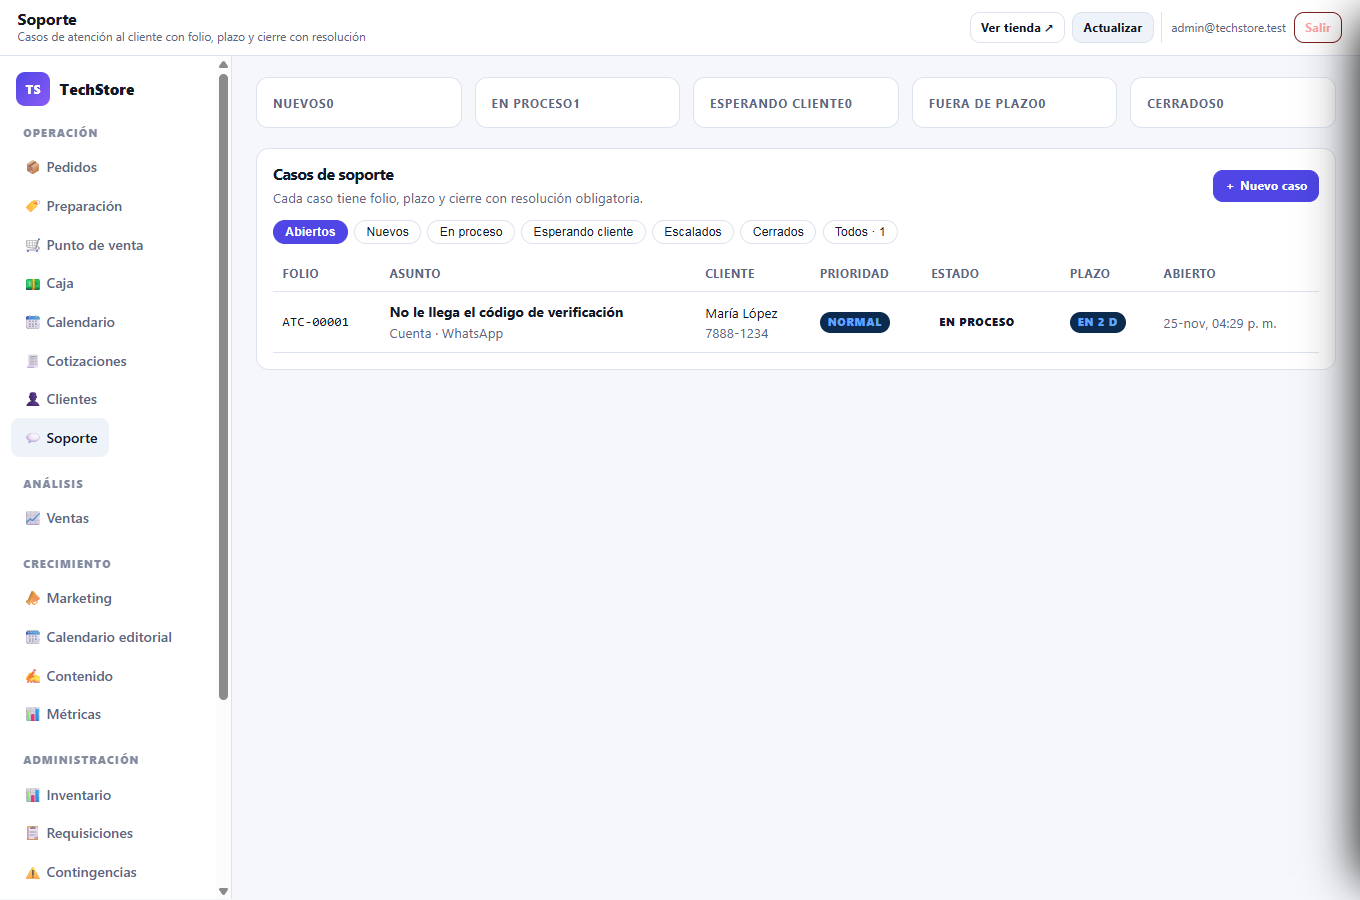 Soporte
Casos de atención al cliente con folio, plazo y cierre con resolución
Ver tienda ↗
Actualizar
admin@techstore.test
Salir
TS
TechStore
OPERACIÓN
Pedidos
Preparación
Punto de venta
Caja
Calendario
Cotizaciones
Clientes
Soporte
ANÁLISIS
Ventas
CRECIMIENTO
Marketing
Calendario editorial
Contenido
Métricas
ADMINISTRACIÓN
Inventario
Requisiciones
Contingencias
NUEVOS0
EN PROCESO1
ESPERANDO CLIENTE0
FUERA DE PLAZO0
CERRADOS0
Casos de soporte
Cada caso tiene folio, plazo y cierre con resolución obligatoria.
+ Nuevo caso
Abiertos
Nuevos
En proceso
Esperando cliente
Escalados
Cerrados
Todos · 1
FOLIO ASUNTO CLIENTE PRIORIDAD ESTADO PLAZO ABIERTO
ATC-00001
No le llega el código de verificación
Cuenta · WhatsApp
María López
7888-1234
NORMAL
EN PROCESO
EN 2 D
25-nov, 04:29 p. m.